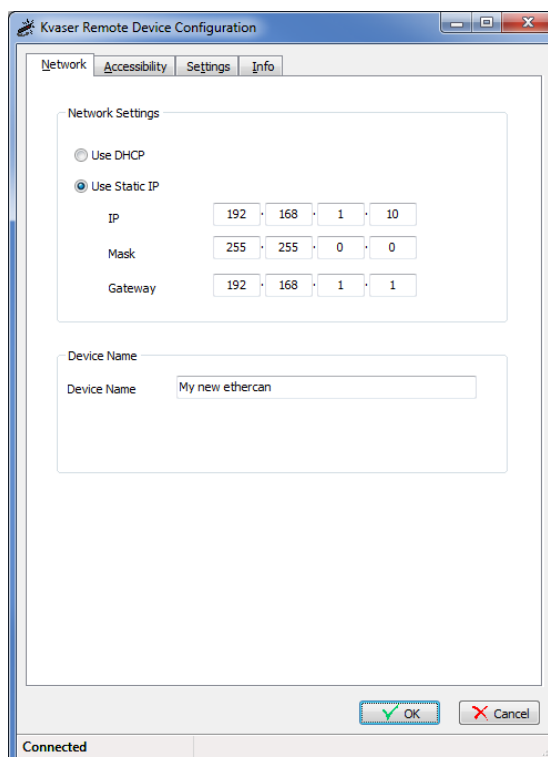 Kvaser Remote Device Configuration
Network Accessibility Settings Info
Network Settings
Use DHCP
Use Static IP
IP 192 . 168 . 1 . 10
Mask 255 . 255 . 0 . 0
Gateway 192 . 168 . 1 . 1
Device Name
Device Name My new ethercan
OK Cancel
Connected